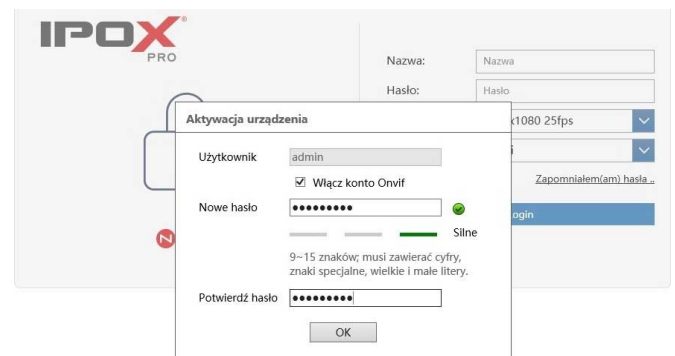 IPOX®
PRO
Nazwa:
Nazwa
Hasło:
Hasło
x1080 25fps
Zapomniałem(am) hasła ..
Login
Aktywacja urządzenia
Użytkownik
admin
Włącz konto Onvif
Nowe hasło
●●●●●●●●●
Silne
9~15 znaków; musi zawierać cyfry,
znaki specjalne, wielkie i małe litery.
Potwierdź hasło
●●●●●●●●●
OK